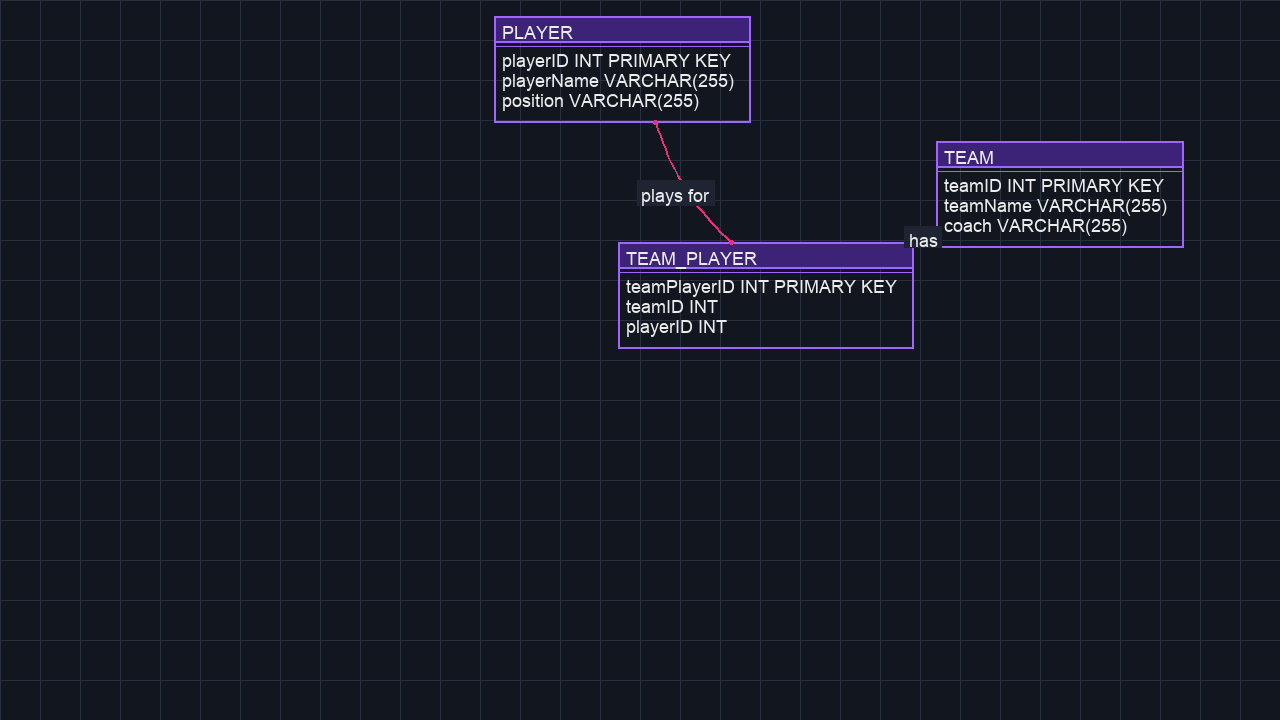 PLAYER
playerID INT PRIMARY KEY
playerName VARCHAR(255)
position VARCHAR(255)
plays for
TEAM
teamID INT PRIMARY KEY
teamName VARCHAR(255)
coach VARCHAR(255)
has
TEAM_PLAYER
teamPlayerID INT PRIMARY KEY
teamID INT
playerID INT